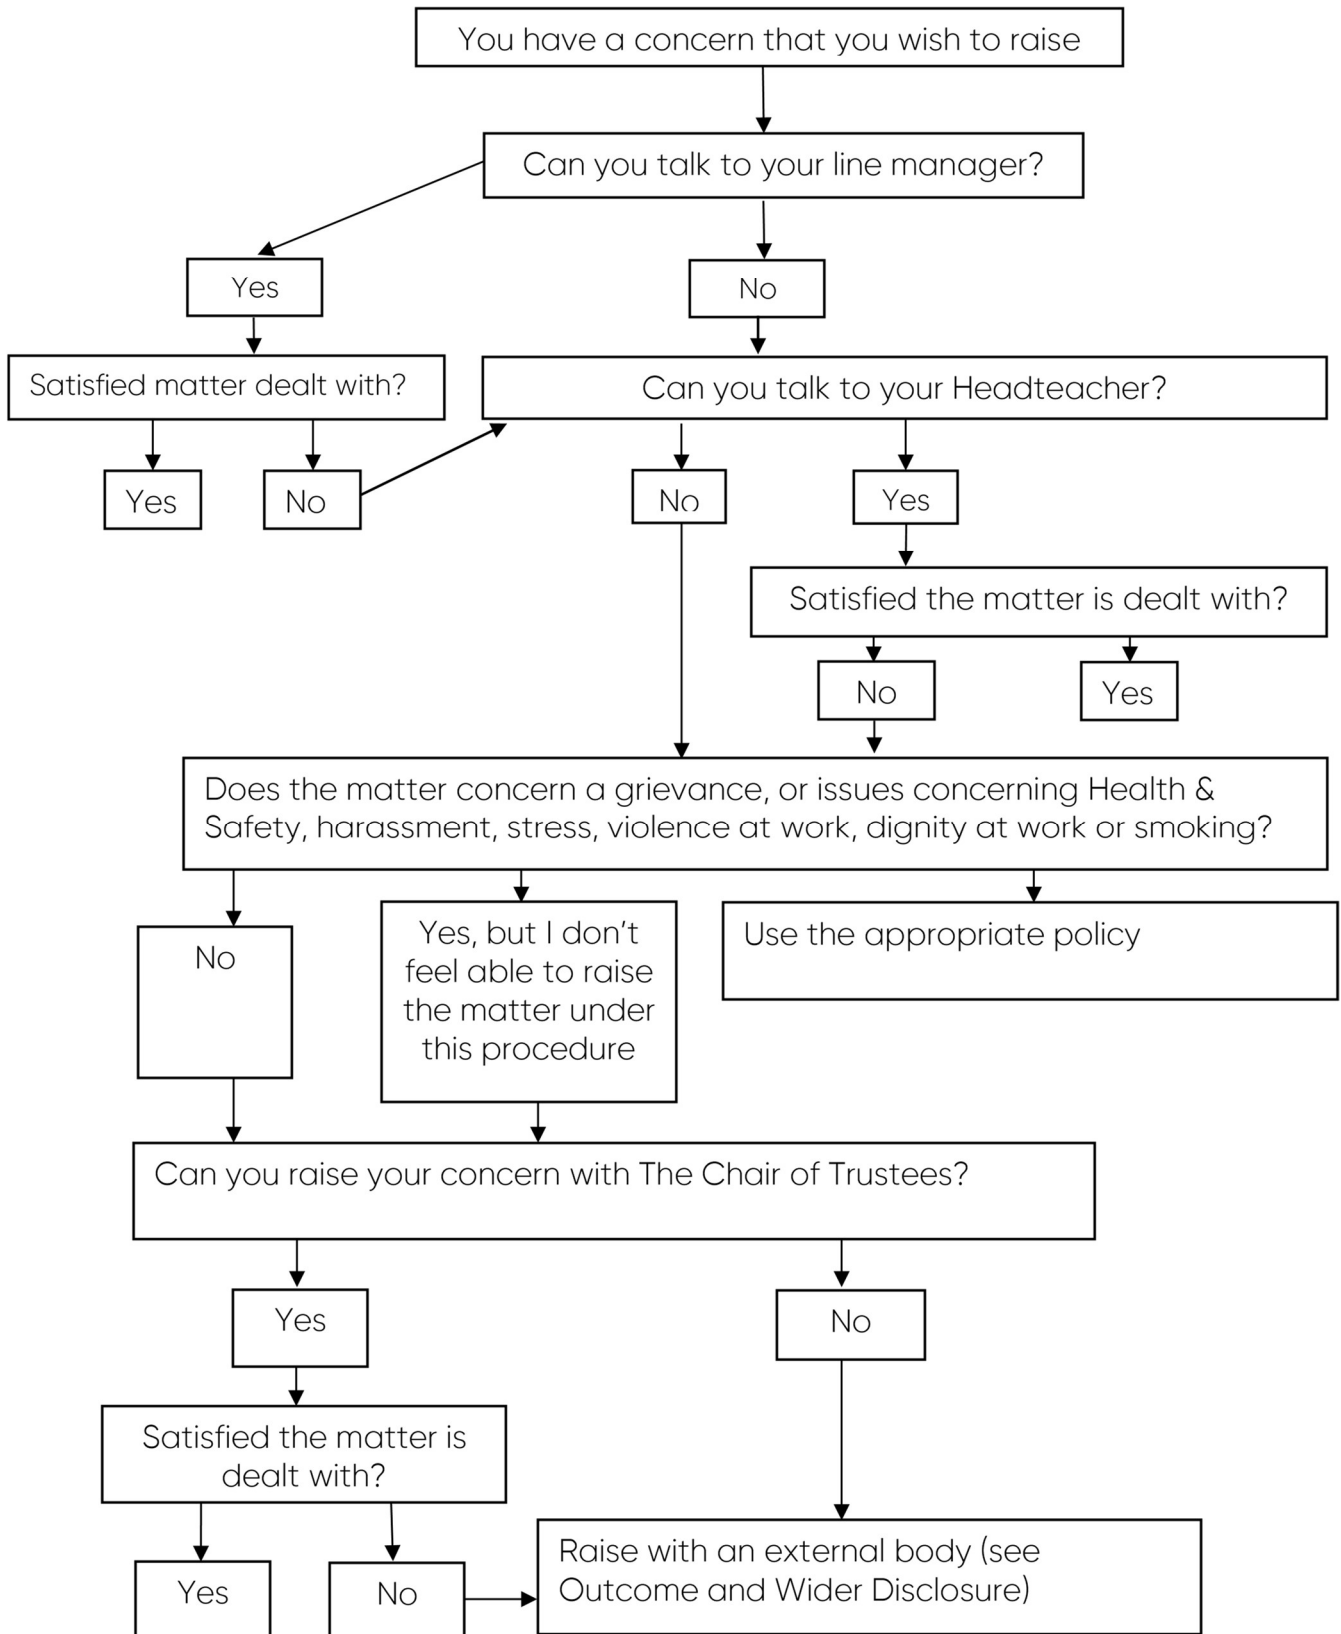 You have a concern that you wish to raise
Can you talk to your line manager?
Yes
No
Satisfied matter dealt with?
Can you talk to your Headteacher?
Yes
No
No
Yes
Satisfied the matter is dealt with?
No
Yes
Does the matter concern a grievance, or issues concerning Health &
Safety, harassment, stress, violence at work, dignity at work or smoking?
No
Yes, but I don't
feel able to raise
the matter under
this procedure
Use the appropriate policy
Can you raise your concern with The Chair of Trustees?
Yes
No
Satisfied the matter is
dealt with?
Yes
No
Raise with an external body (see
Outcome and Wider Disclosure)